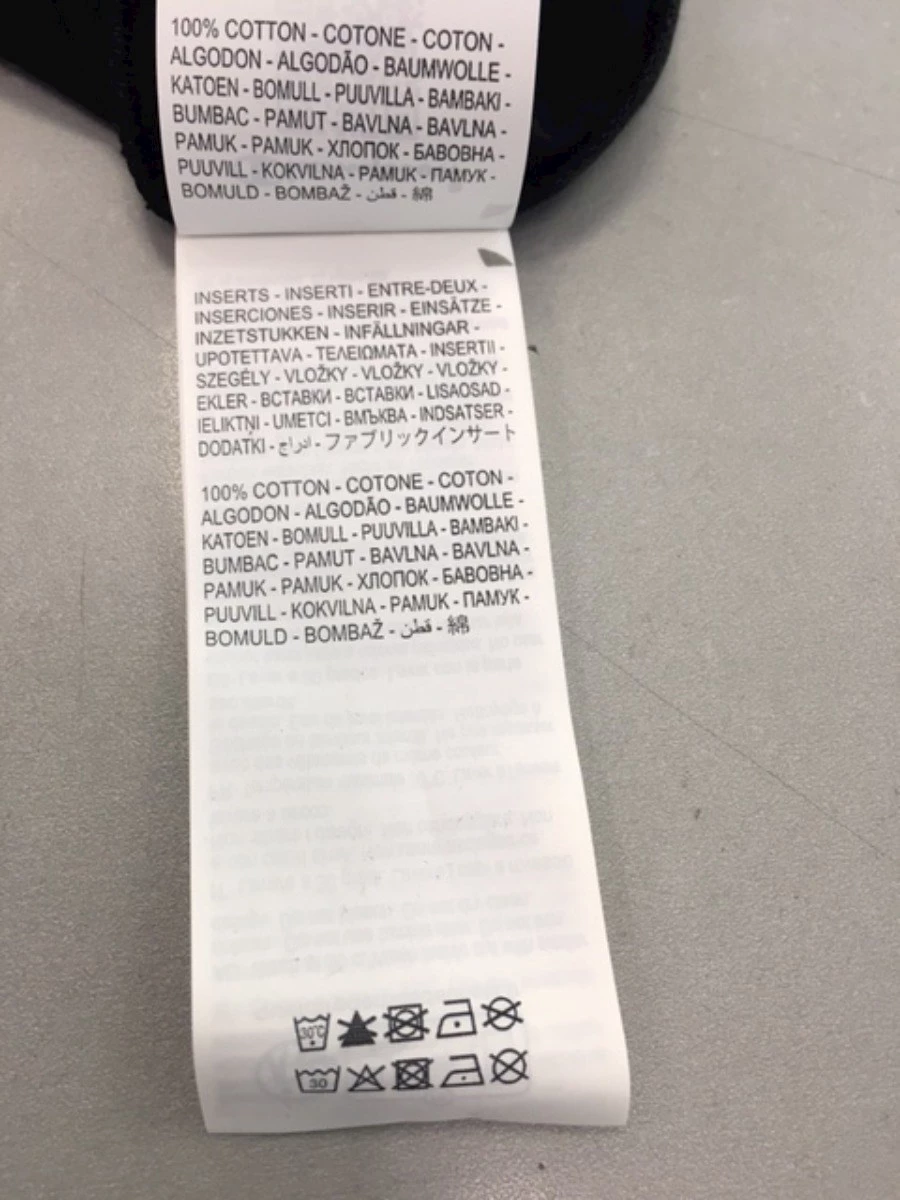 100% COTTON - COTONE - COTON -
ALGODON - ALGODÃO - BAUMWOLLE -
KATOEN - BOMULL - PUUVILLA - BAMBAKI -
BUMBAC - PAMUT - BAVLNA - BAVLNA -
PAMUK - PAMUK - ХЛОПОК - БАВОВНА -
PUUVILL - KOKVILNA - PAMUK - ПАМУК -
BOMULD - BOMBAŽ - قطن - 綿
INSERTS - INSERTI - ENTRE-DEUX -
INSERCIONES - INSERIR - EINSÄTZE -
INZETSTUKKEN - INFÄLLNINGAR -
UPOTETTAVA - ΤΕΛΕΙΩΜΑΤΑ - INSERTII -
SZEGÉLY - VLOŽKY - VLOŽKY - VLOŽKY -
EKLER - ВСТАВКИ - ВСТАВКИ - LISAOSAD -
IELIKTŅI - UMETCI - ВМЪКВА - INDSATSER -
DODATKI - ادراج - ファブリックインサート
100% COTTON - COTONE - COTON -
ALGODON - ALGODÃO - BAUMWOLLE -
KATOEN - BOMULL - PUUVILLA - BAMBAKI -
BUMBAC - PAMUT - BAVLNA - BAVLNA -
PAMUK - PAMUK - ХЛОПОК - БАВОВНА -
PUUVILL - KOKVILNA - PAMUK - ПАМУК -
BOMULD - BOMBAŽ - قطن - 綿
30°C
30